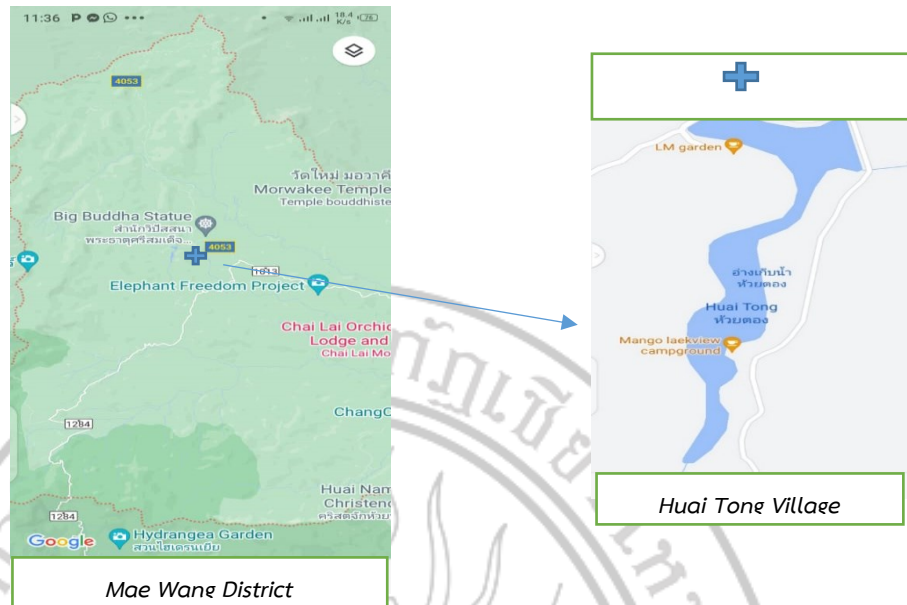 11:36
18.4
K/s
76
4053
วัดใหม่ มอวาคี
Morwakee Temple
Temple bouddhiste
Big Buddha Statue
สำนักวิปัสสนา
พระธาตุศรีสมเด็จ...
4053
1013
Elephant Freedom Project
Chai Lai Orchid
Lodge and
Chai Lai Mo
ChangC
1284
Huai Nam
Christen
คริสตจักรห้วย
1284
Google
Hydrangea Garden
สวนไฮเดรนเยีย
Mae Wang District
LM garden
อ่างเก็บน้ำ
ห้วยตอง
Huai Tong
ห้วยตอง
Mango laekview
campground
Huai Tong Village